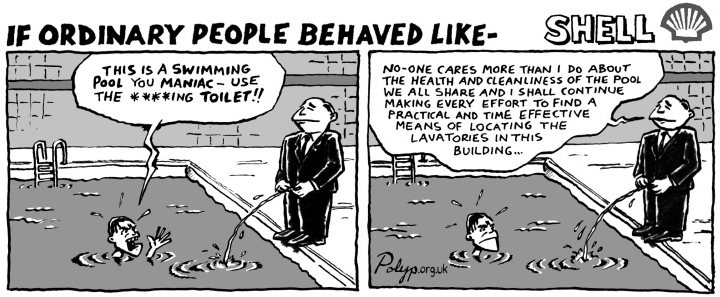 IF ORDINARY PEOPLE BEHAVED LIKE- SHELL
THIS IS A SWIMMING
POOL YOU MANIAC - USE
THE ****ING TOILET!!
NO-ONE CARES MORE THAN I DO ABOUT
THE HEALTH AND CLEANLINESS OF THE POOL
WE ALL SHARE AND I SHALL CONTINUE
MAKING EVERY EFFORT TO FIND A
PRACTICAL AND TIME EFFECTIVE
MEANS OF LOCATING THE
LAVATORIES IN THIS
BUILDING...
Polyp.org.uk